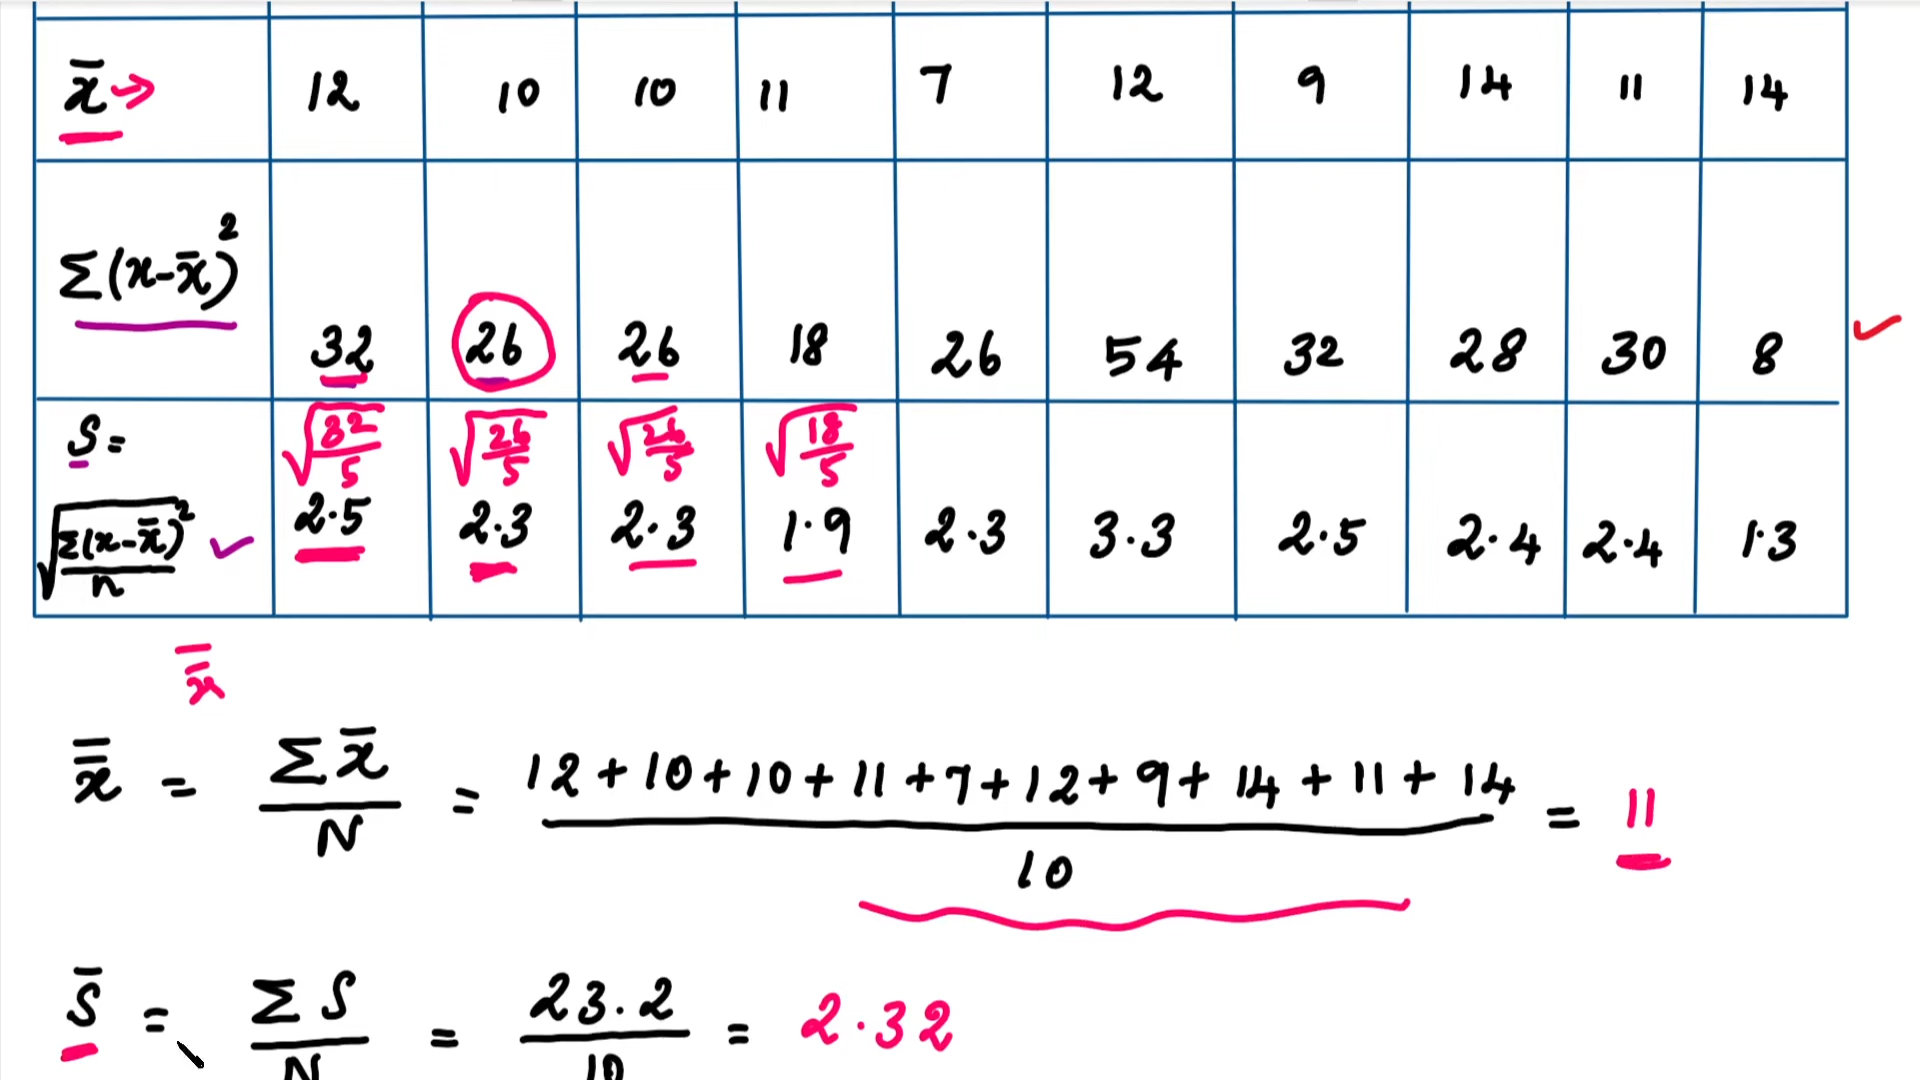 x̄ → 12 10 10 11 7 12 9 14 11 14
Σ(x-x̄)² 32 26 26 18 26 54 32 28 30 8 ✓
S= √32/5 √26/5 √26/5 √18/5
√Σ(x-x̄)²/n ✓ 2.5 2.3 2.3 1.9 2.3 3.3 2.5 2.4 2.4 1.3
x̿
x̿ = Σx̄/N = 12+10+10+11+7+12+9+14+11+14/10 = 11
S̄ = ΣS/N = 23.2/10 = 2.32